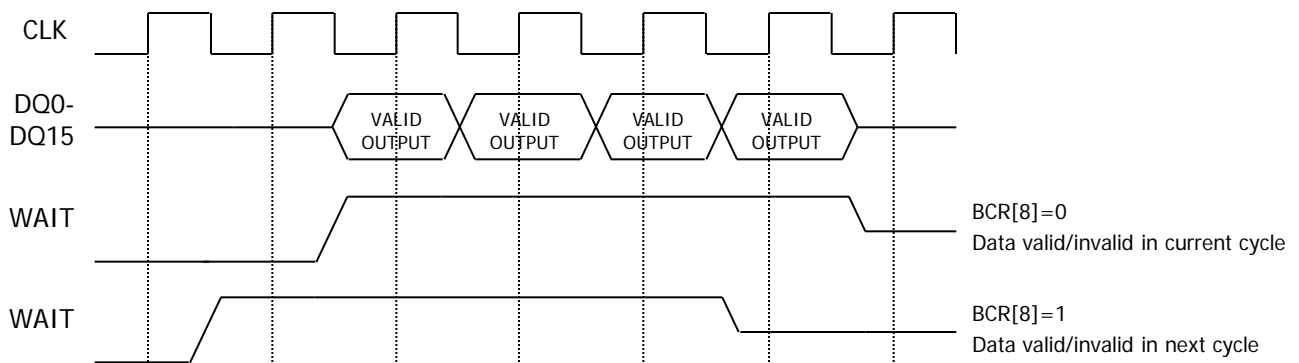 CLK
DQ0-
DQ15
VALID
OUTPUT
VALID
OUTPUT
VALID
OUTPUT
VALID
OUTPUT
WAIT
BCR[8]=0
Data valid/invalid in current cycle
WAIT
BCR[8]=1
Data valid/invalid in next cycle